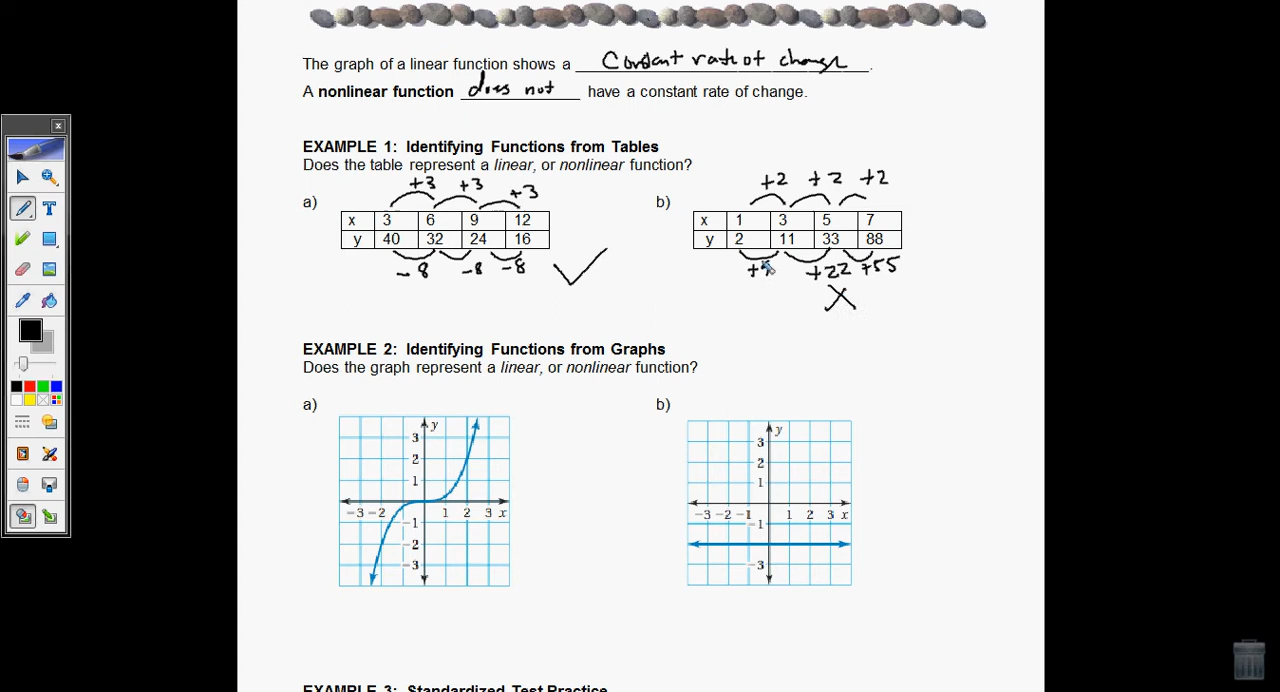 The graph of a linear function shows a Constant rate of change.
A nonlinear function does not have a constant rate of change.
EXAMPLE 1: Identifying Functions from Tables
Does the table represent a linear, or nonlinear function?
+3 +3 +3
+2 +2 +2
a)
b)
x 3 6 9 12
y 40 32 24 16
x 1 3 5 7
y 2 11 33 88
-8 -8 -8
+22 +55
EXAMPLE 2: Identifying Functions from Graphs
Does the graph represent a linear, or nonlinear function?
a)
b)
y
3
2
1
-3 -2 1 2 3 x
-1
-2
-3
y
3
2
1
-3 -2 -1 1 2 3 x
-1
-3
EXAMPLE 3: Standardized Test Practice
T
x